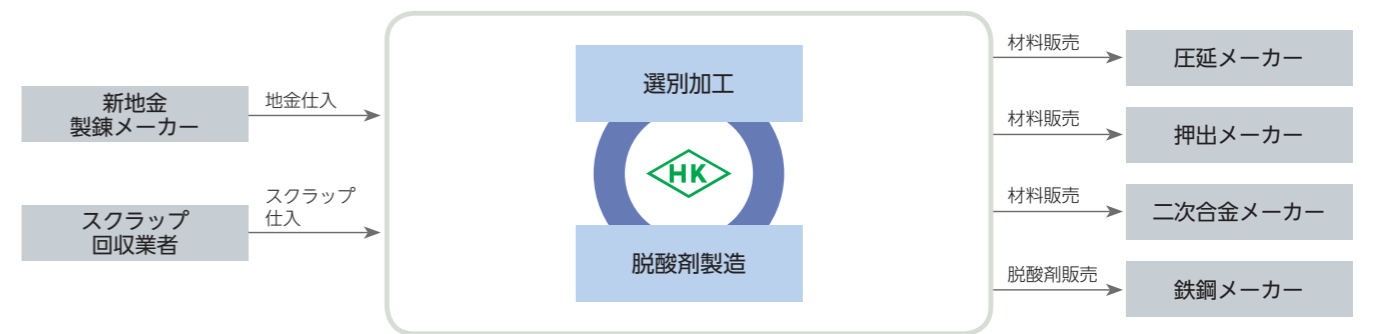 新地金
製錬メーカー
地金仕入
スクラップ
回収業者
スクラップ
仕入
選別加工
HK
脱酸剤製造
材料販売
圧延メーカー
材料販売
押出メーカー
材料販売
二次合金メーカー
脱酸剤販売
鉄鋼メーカー